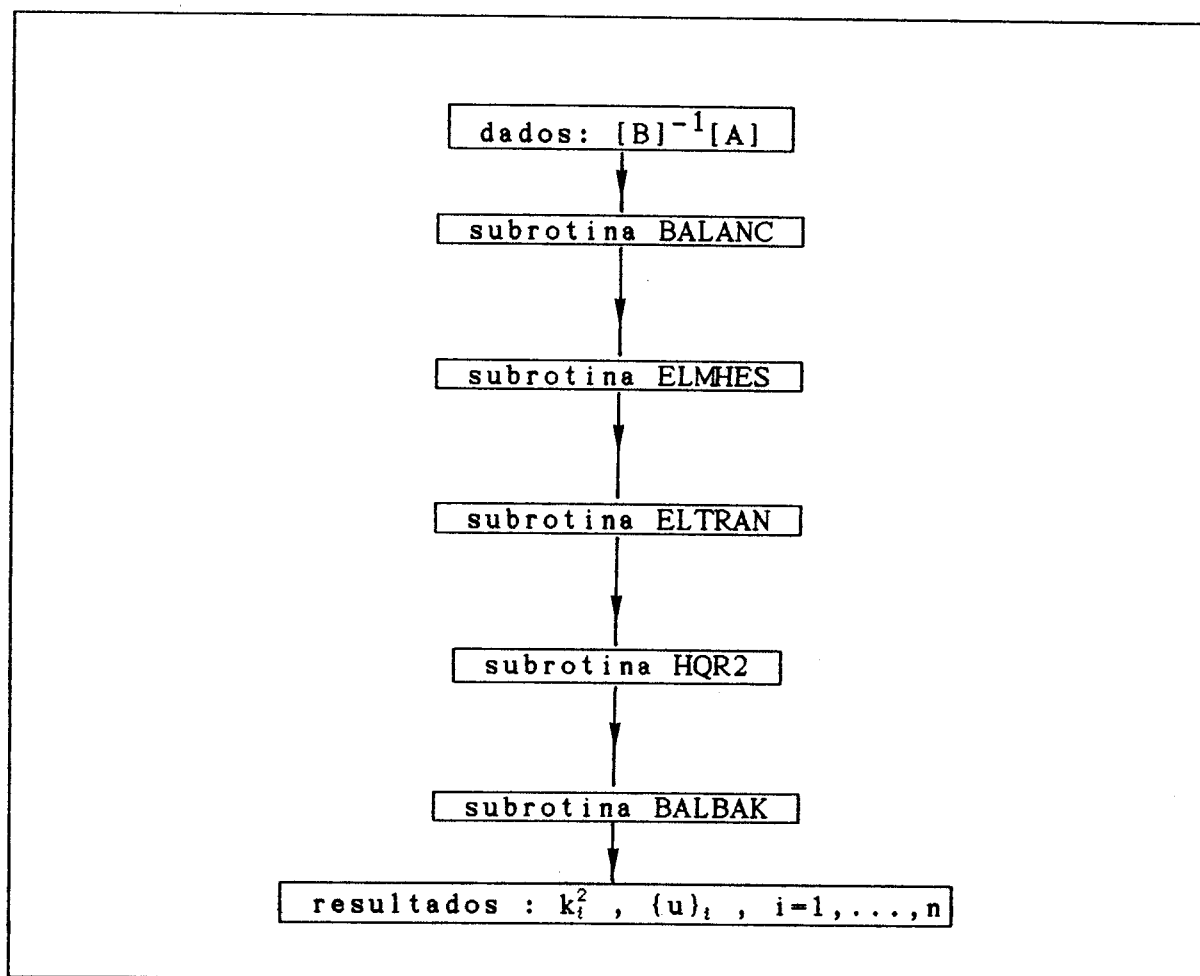 dados: [B]⁻¹[A]
subrotina BALANC
subrotina ELMHES
subrotina ELTRAN
subrotina HQR2
subrotina BALBAK
resultados : kᵢ² , {u}ᵢ , i=1,...,n